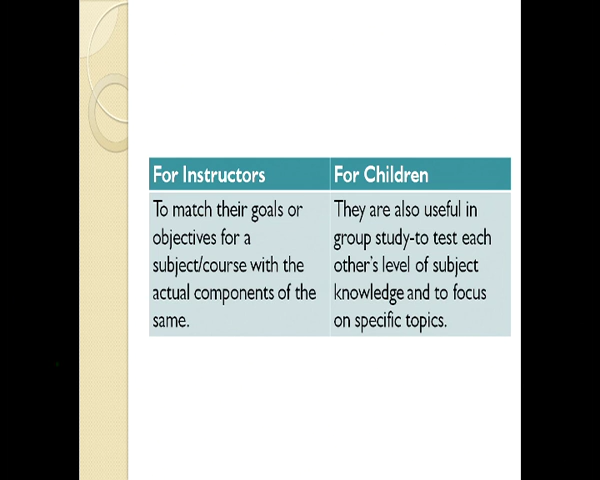 For Instructors
For Children
To match their goals or
objectives for a
subject/course with the
actual components of the
same.
They are also useful in
group study-to test each
other's level of subject
knowledge and to focus
on specific topics.